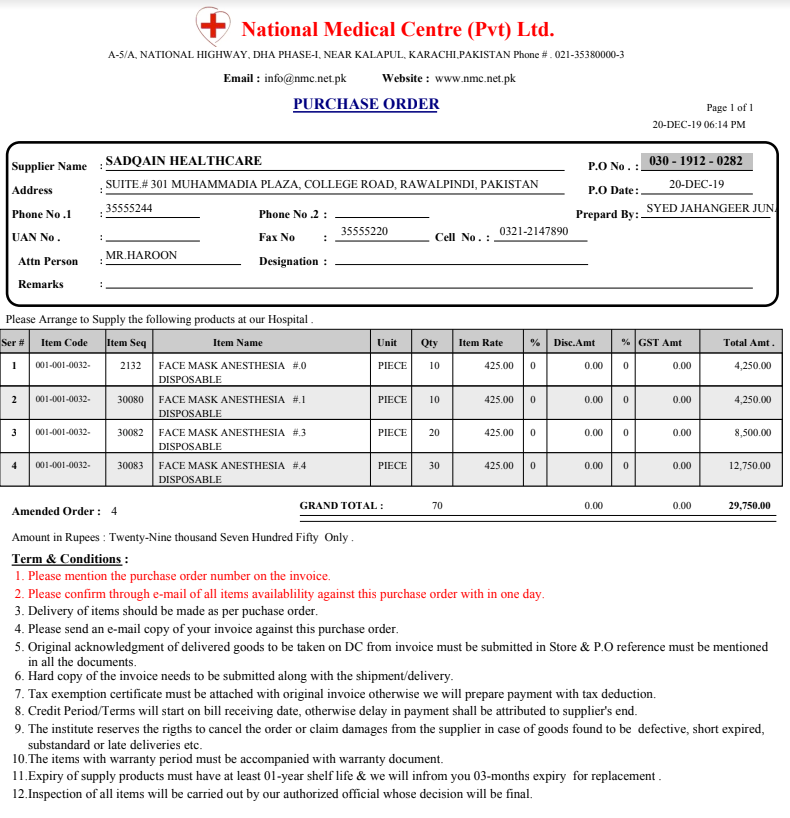 National Medical Centre (Pvt) Ltd.
A-5/A, NATIONAL HIGHWAY, DHA PHASE-I, NEAR KALAPUL, KARACHI,PAKISTAN Phone # . 021-35380000-3
Email : info@nmc.net.pk Website : www.nmc.net.pk
PURCHASE ORDER
Page 1 of 1
20-DEC-19 06:14 PM
Supplier Name : SADQAIN HEALTHCARE P.O No . : 030 - 1912 - 0282
Address : SUITE.# 301 MUHAMMADIA PLAZA, COLLEGE ROAD, RAWALPINDI, PAKISTAN P.O Date : 20-DEC-19
Phone No .1 : 35555244 Phone No .2 : Prepard By : SYED JAHANGEER JUNA
UAN No . : Fax No : 35555220 Cell No . : 0321-2147890
Attn Person : MR.HAROON Designation :
Remarks :
Please Arrange to Supply the following products at our Hospital .
Ser # Item Code Item Seq Item Name Unit Qty Item Rate % Disc.Amt % GST Amt Total Amt .
1 001-001-0032- 2132 FACE MASK ANESTHESIA #.0 PIECE 10 425.00 0 0.00 0 0.00 4,250.00
DISPOSABLE
2 001-001-0032- 30080 FACE MASK ANESTHESIA #.1 PIECE 10 425.00 0 0.00 0 0.00 4,250.00
DISPOSABLE
3 001-001-0032- 30082 FACE MASK ANESTHESIA #.3 PIECE 20 425.00 0 0.00 0 0.00 8,500.00
DISPOSABLE
4 001-001-0032- 30083 FACE MASK ANESTHESIA #.4 PIECE 30 425.00 0 0.00 0 0.00 12,750.00
DISPOSABLE
Amended Order : 4 GRAND TOTAL : 70 0.00 0.00 29,750.00
Amount in Rupees : Twenty-Nine thousand Seven Hundred Fifty Only .
Term & Conditions :
1. Please mention the purchase order number on the invoice.
2. Please confirm through e-mail of all items availablility against this purchase order with in one day.
3. Delivery of items should be made as per puchase order.
4. Please send an e-mail copy of your invoice against this purchase order.
5. Original acknowledgment of delivered goods to be taken on DC from invoice must be submitted in Store & P.O reference must be mentioned
in all the documents.
6. Hard copy of the invoice needs to be submitted along with the shipment/delivery.
7. Tax exemption certificate must be attached with original invoice otherwise we will prepare payment with tax deduction.
8. Credit Period/Terms will start on bill receiving date, otherwise delay in payment shall be attributed to supplier's end.
9. The institute reserves the rigths to cancel the order or claim damages from the supplier in case of goods found to be defective, short expired,
substandard or late deliveries etc.
10.The items with warranty period must be accompanied with warranty document.
11.Expiry of supply products must have at least 01-year shelf life & we will infrom you 03-months expiry for replacement .
12.Inspection of all items will be carried out by our authorized official whose decision will be final.